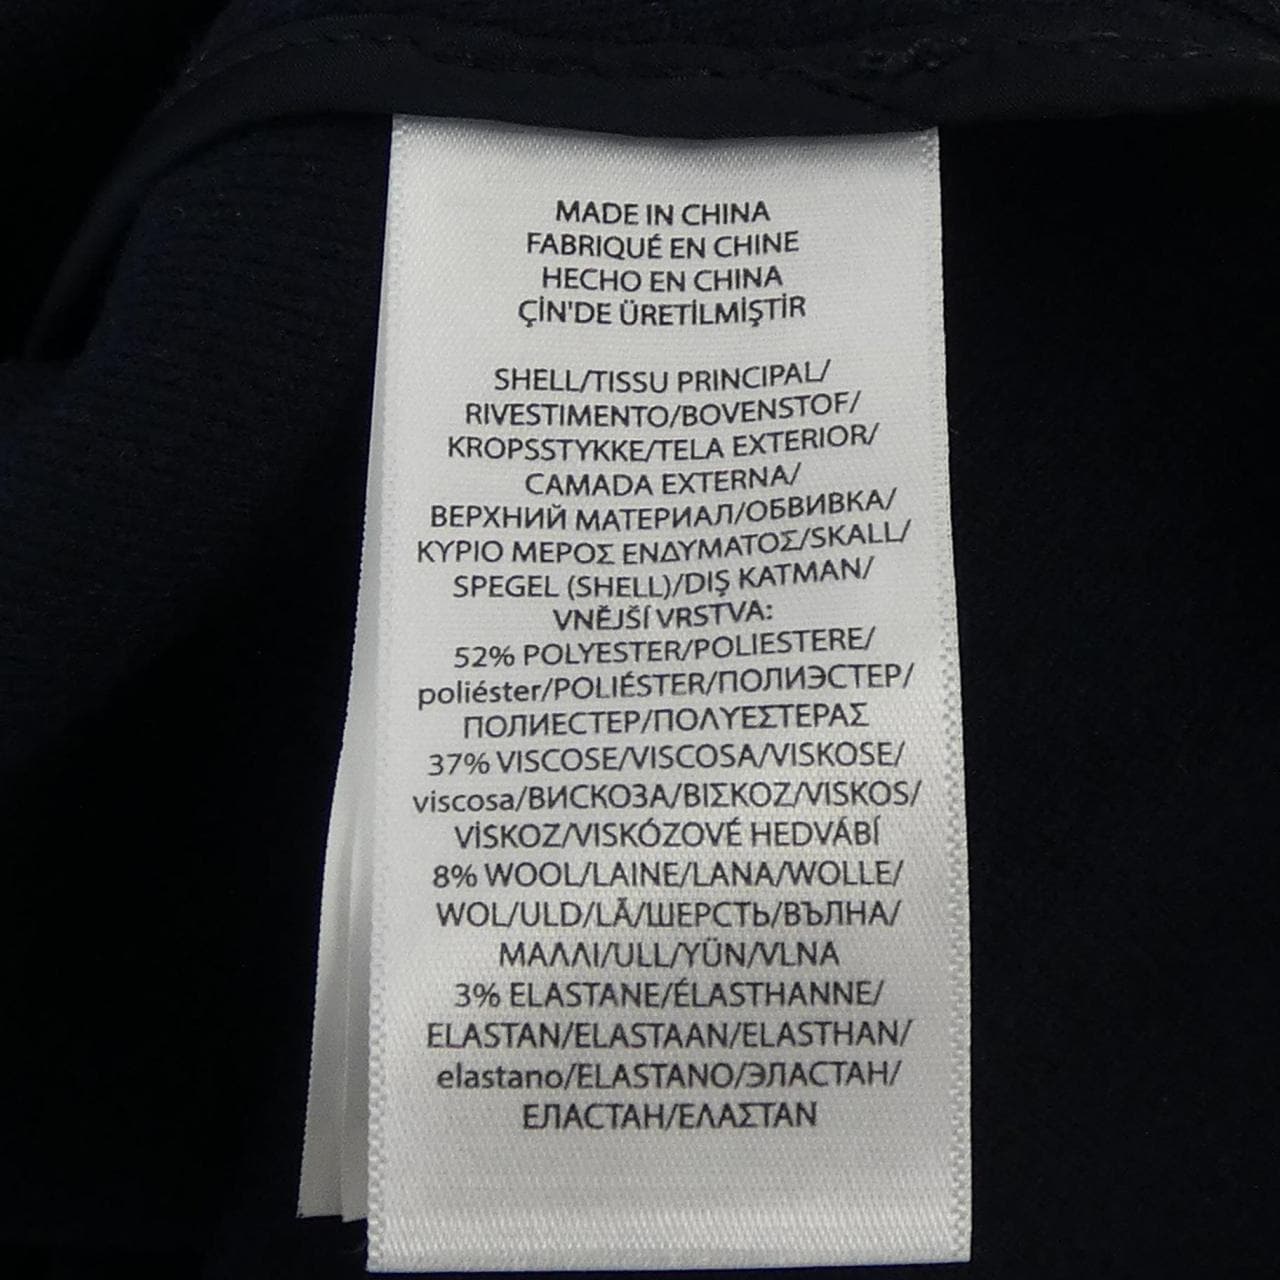 MADE IN CHINA
FABRIQUÉ EN CHINE
HECHO EN CHINA
ÇİN'DE ÜRETİLMİŞTİR
SHELL/TISSU PRINCIPAL/
RIVESTIMENTO/BOVENSTOF/
KROPSSTYKKE/TELA EXTERIOR/
CAMADA EXTERNA/
ВЕРХНИЙ МАТЕРИАЛ/ОБВИВКА/
ΚΥΡΙΟ ΜΕΡΟΣ ΕΝΔΥΜΑΤΟΣ/SKALL/
SPEGEL (SHELL)/DIŞ KATMAN/
VNĚJŠÍ VRSTVA:
52% POLYESTER/POLIESTERE/
poliéster/POLIÉSTER/ПОЛИЭСТЕР/
ПОЛИЕСТЕР/ΠΟΛΥΕΣΤΕΡΑΣ
37% VISCOSE/VISCOSA/VISKOSE/
viscosa/ВИСКОЗА/ΒΙΣΚΟΖ/VISKOS/
VİSKOZ/VISKÓZOVÉ HEDVÁBÍ
8% WOOL/LAINE/LANA/WOLLE/
WOL/ULD/LÃ/ШЕРСТЬ/ВЪЛНА/
ΜΑΛΛΙ/ULL/YÜN/VLNA
3% ELASTANE/ÉLASTHANNE/
ELASTAN/ELASTAAN/ELASTHAN/
elastano/ELASTANO/ЭЛАСТАН/
ЕЛАСТАН/ΕΛΑΣΤΑΝ